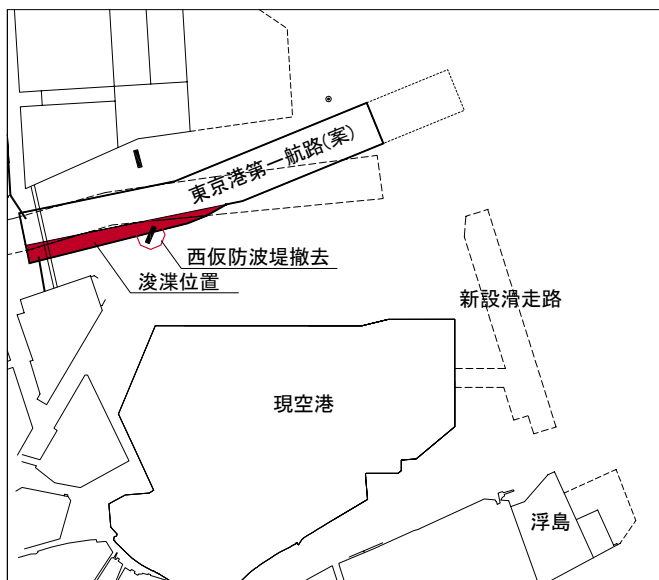 東京港第一航路(案)
西仮防波堤撤去
浚渫位置
新設滑走路
現空港
浮島